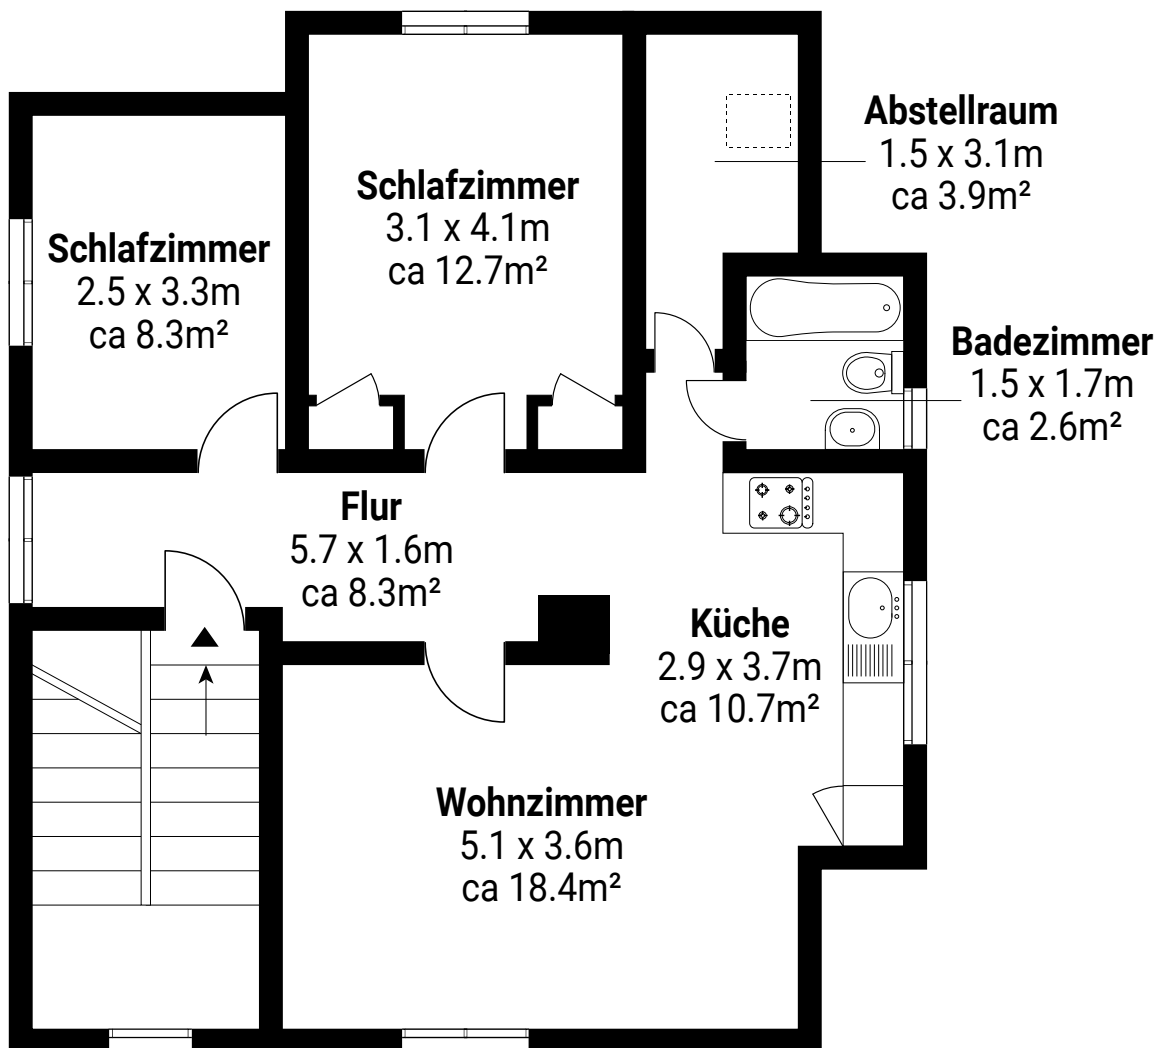 Abstellraum
1.5 x 3.1m
ca 3.9m²
Schlafzimmer
3.1 x 4.1m
ca 12.7m²
Schlafzimmer
2.5 x 3.3m
ca 8.3m²
Badezimmer
1.5 x 1.7m
ca 2.6m²
Flur
5.7 x 1.6m
ca 8.3m²
Küche
2.9 x 3.7m
ca 10.7m²
Wohnzimmer
5.1 x 3.6m
ca 18.4m²